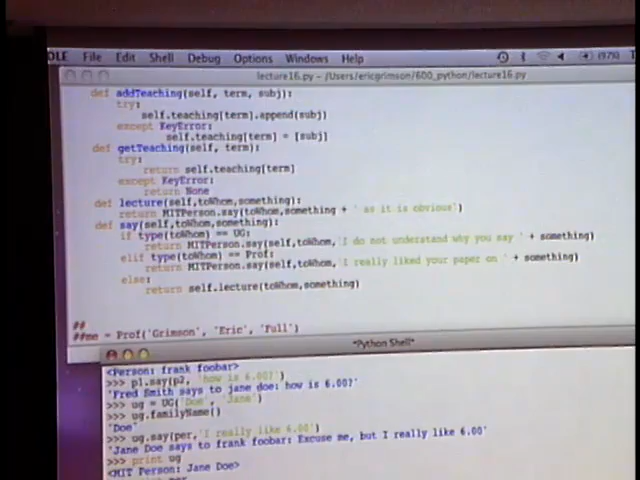 File Edit Shell Debug Options Windows Help (97%)
lecture16.py – /Users/ericgrimson/600_python/lecture16.py
def addTeaching(self, term, subj):
try:
self.teaching[term].append(subj)
except KeyError:
self.teaching[term] = [subj]
def getTeaching(self, term):
try:
return self.teaching[term]
except KeyError:
return None
def lecture(self,toWhom,something):
return MITPerson.say(toWhom,something + ' as it is obvious')
def say(self,toWhom,something):
if type(toWhom) == UG:
return MITPerson.say(self,toWhom,'I do not understand why you say ' + something)
elif type(toWhom) == Prof:
return MITPerson.say(self,toWhom,'I really liked your paper on ' + something)
else:
return self.lecture(toWhom,something)
##
##me = Prof('Grimson', 'Eric', 'Full')
*Python Shell*
<Person: frank foobar>
>>> p1.say(p2, 'how is 6.00?')
'Fred Smith says to jane doe: how is 6.00?'
>>> ug = UG('Doe', 'Jane')
>>> ug.familyName()
'Doe'
>>> ug.say(per,'I really like 6.00')
'Jane Doe says to frank foobar: Excuse me, but I really like 6.00'
>>> print ug
<MIT Person: Jane Doe>